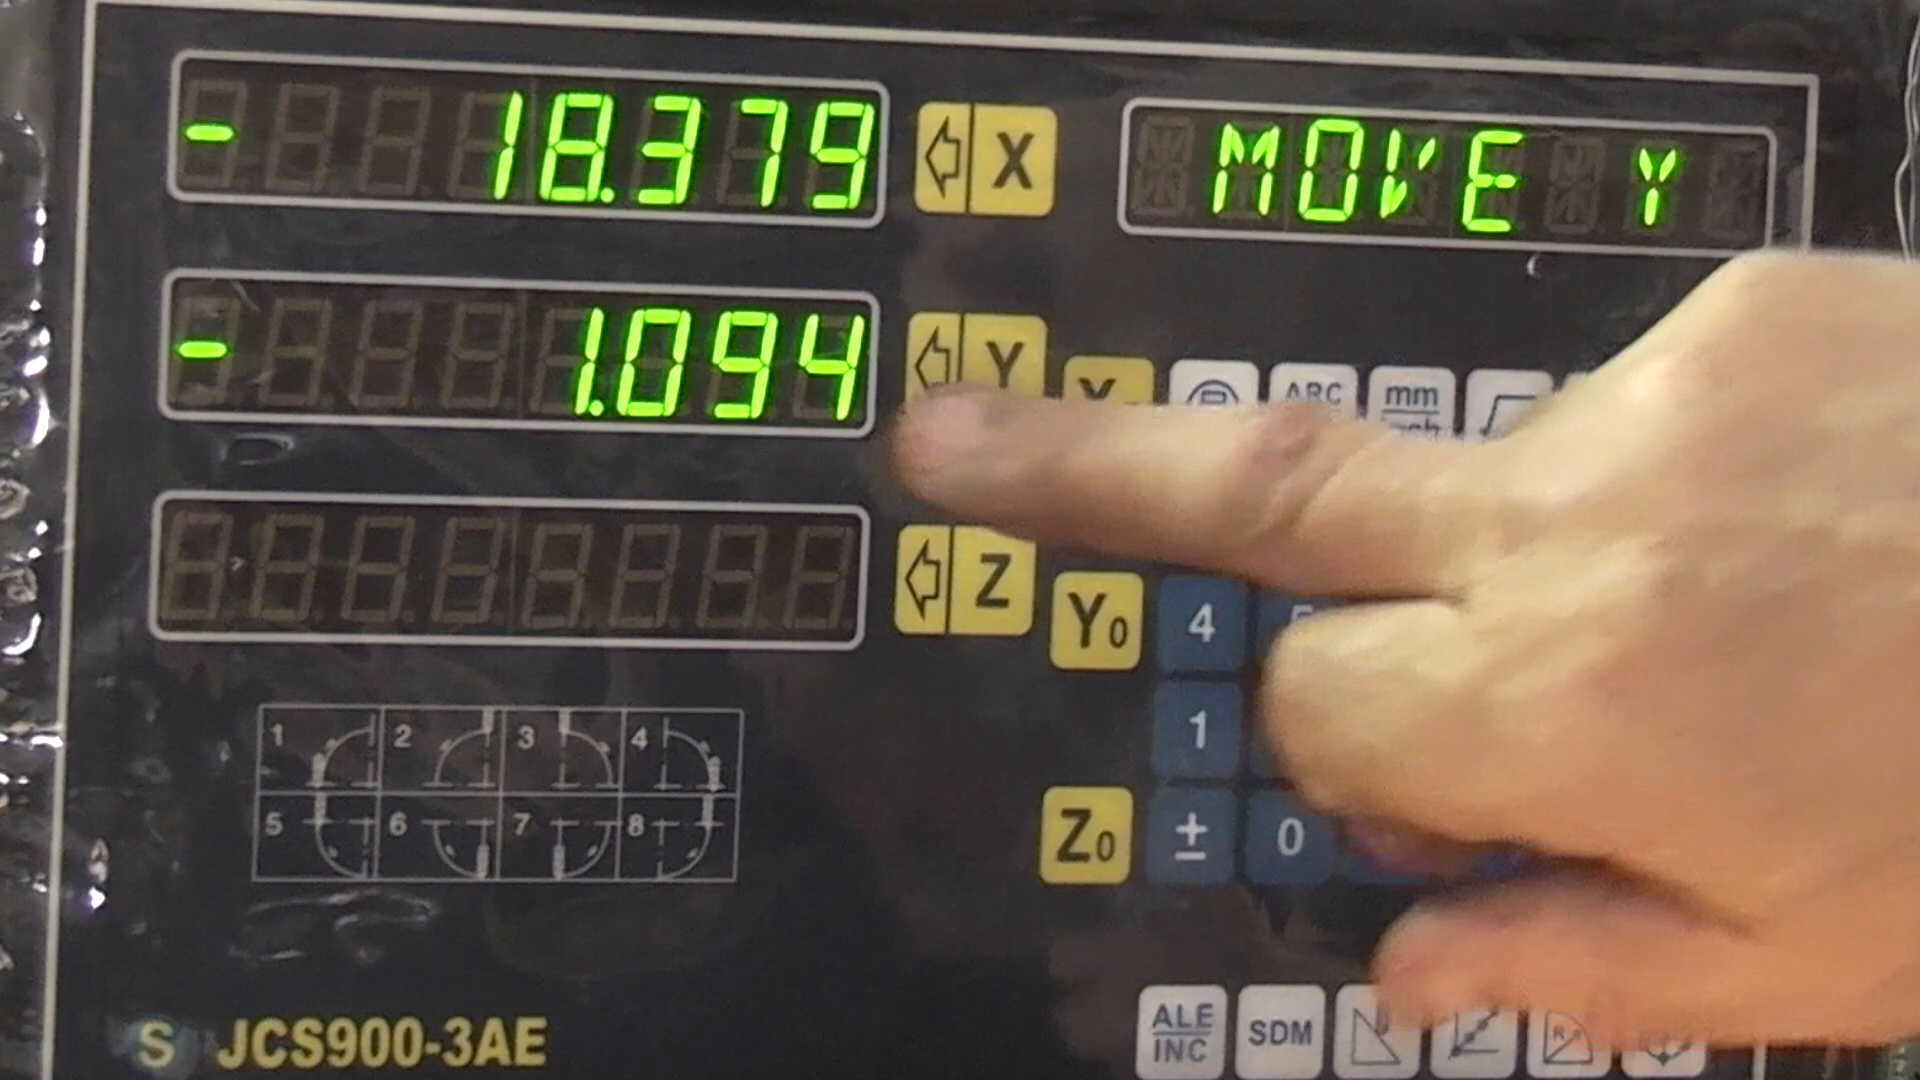 - 18.379
X
MOVE Y
- 1.094
Y
ARC
mm
Z
Y0
4
1
Z0
±
0
1 2 3 4
5 6 7 8
S JCS900-3AE
ALE
INC
SDM
R